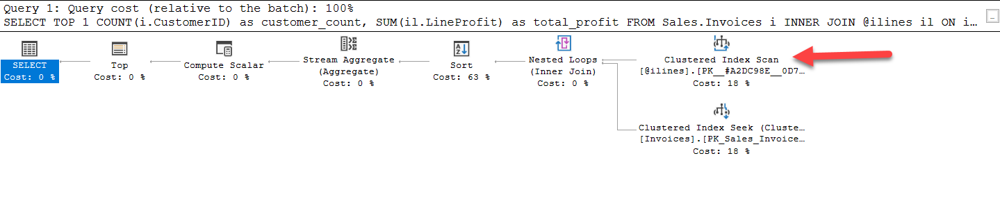 Query 1: Query cost (relative to the batch): 100%
SELECT TOP 1 COUNT(i.CustomerID) as customer_count, SUM(il.LineProfit) as total_profit FROM Sales.Invoices i INNER JOIN @ilines il ON i…
SELECT
Cost: 0 %
Top
Cost: 0 %
Compute Scalar
Cost: 0 %
Stream Aggregate
(Aggregate)
Cost: 0 %
Sort
Cost: 63 %
Nested Loops
(Inner Join)
Cost: 0 %
Clustered Index Scan
[@ilines].[PK__#A2DC98E__0D7…
Cost: 18 %
Clustered Index Seek (Cluste…
[Invoices].[PK_Sales_Invoice…
Cost: 18 %